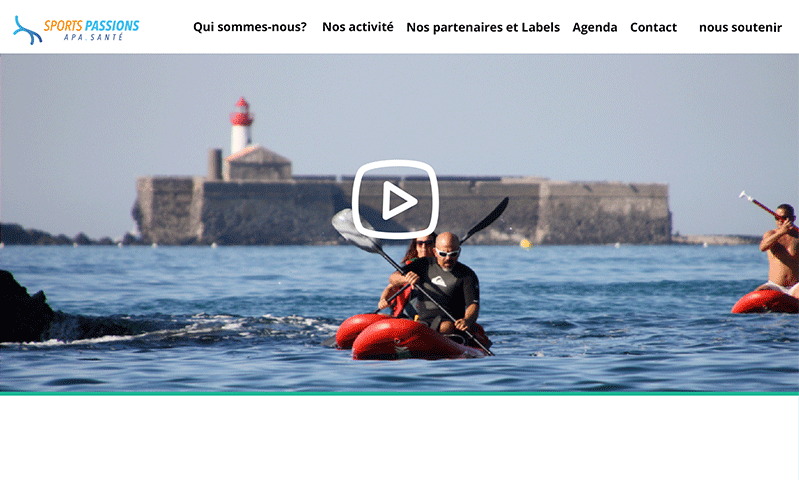 SPORTS PASSIONS
APA.SANTÉ
Qui sommes-nous?
Nos activité
Nos partenaires et Labels
Agenda
Contact
nous soutenir